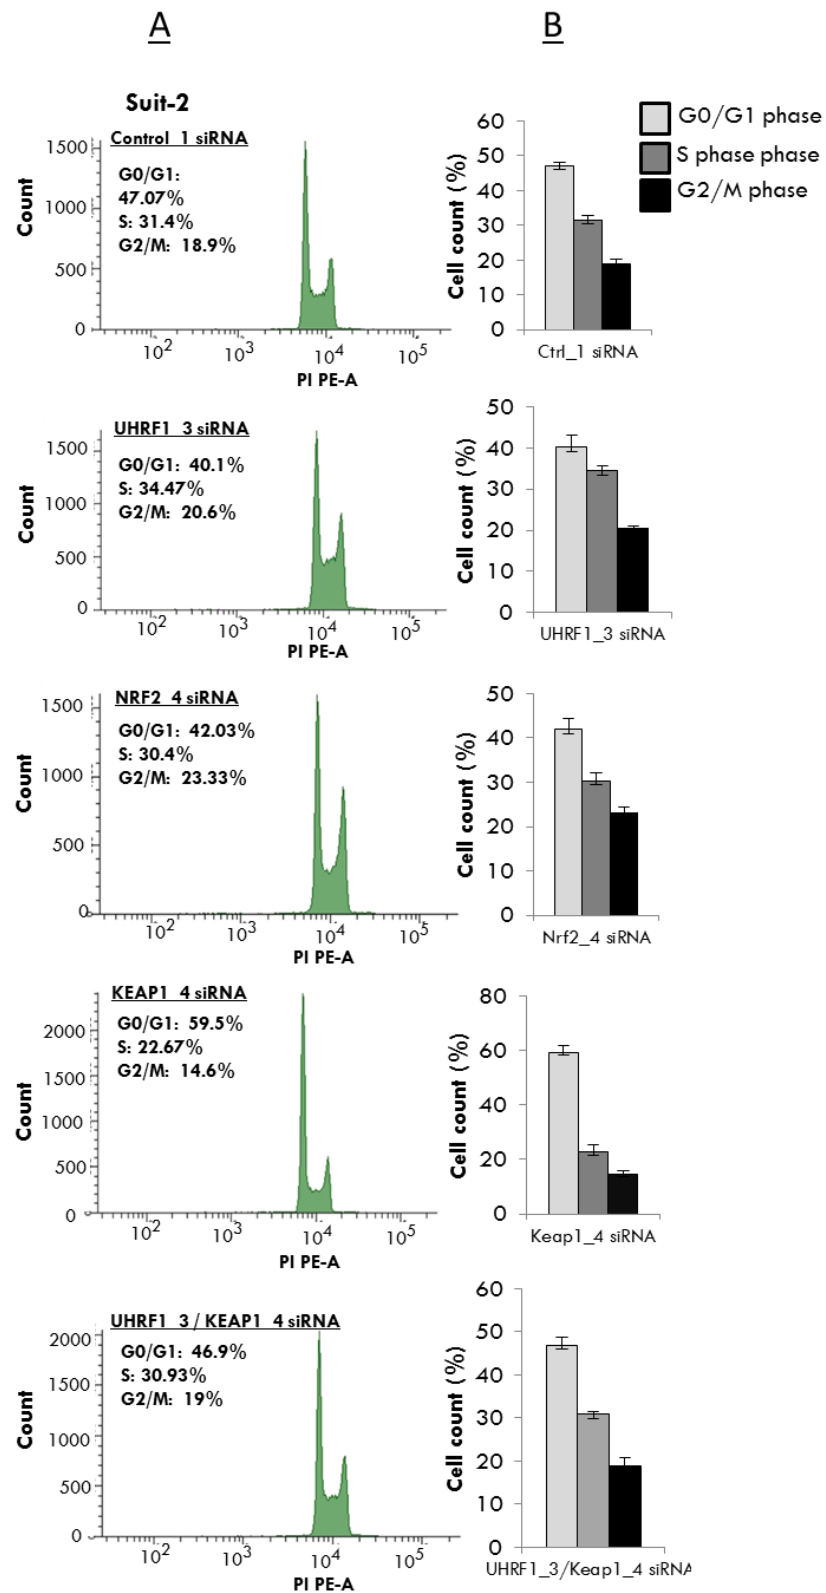 A
B
Suit-2
Control_1 siRNA
G0/G1:
47.07%
S: 31.4%
G2/M: 18.9%
Count
1500
1000
500
0
10²
10³
10⁴
10⁵
PI PE-A
Cell count (%)
60
50
40
30
20
10
0
Ctrl_1 siRNA
G0/G1 phase
S phase phase
G2/M phase
UHRF1_3 siRNA
G0/G1: 40.1%
S: 34.47%
G2/M: 20.6%
Count
1500
1000
500
0
10²
10³
10⁴
10⁵
PI PE-A
Cell count (%)
50
40
30
20
10
0
UHRF1_3 siRNA
NRF2_4 siRNA
G0/G1: 42.03%
S: 30.4%
G2/M: 23.33%
Count
1500
1000
500
0
10²
10³
10⁴
10⁵
PI PE-A
Cell count (%)
50
40
30
20
10
0
Nrf2_4 siRNA
KEAP1_4 siRNA
G0/G1: 59.5%
S: 22.67%
G2/M: 14.6%
Count
2000
1500
1000
500
0
10²
10³
10⁴
10⁵
PI PE-A
Cell count (%)
80
60
40
20
0
Keap1_4 siRNA
UHRF1_3 / KEAP1_4 siRNA
G0/G1: 46.9%
S: 30.93%
G2/M: 19%
Count
2000
1500
1000
500
0
10²
10³
10⁴
10⁵
PI PE-A
Cell count (%)
60
50
40
30
20
10
0
UHRF1_3/Keap1_4 siRNA